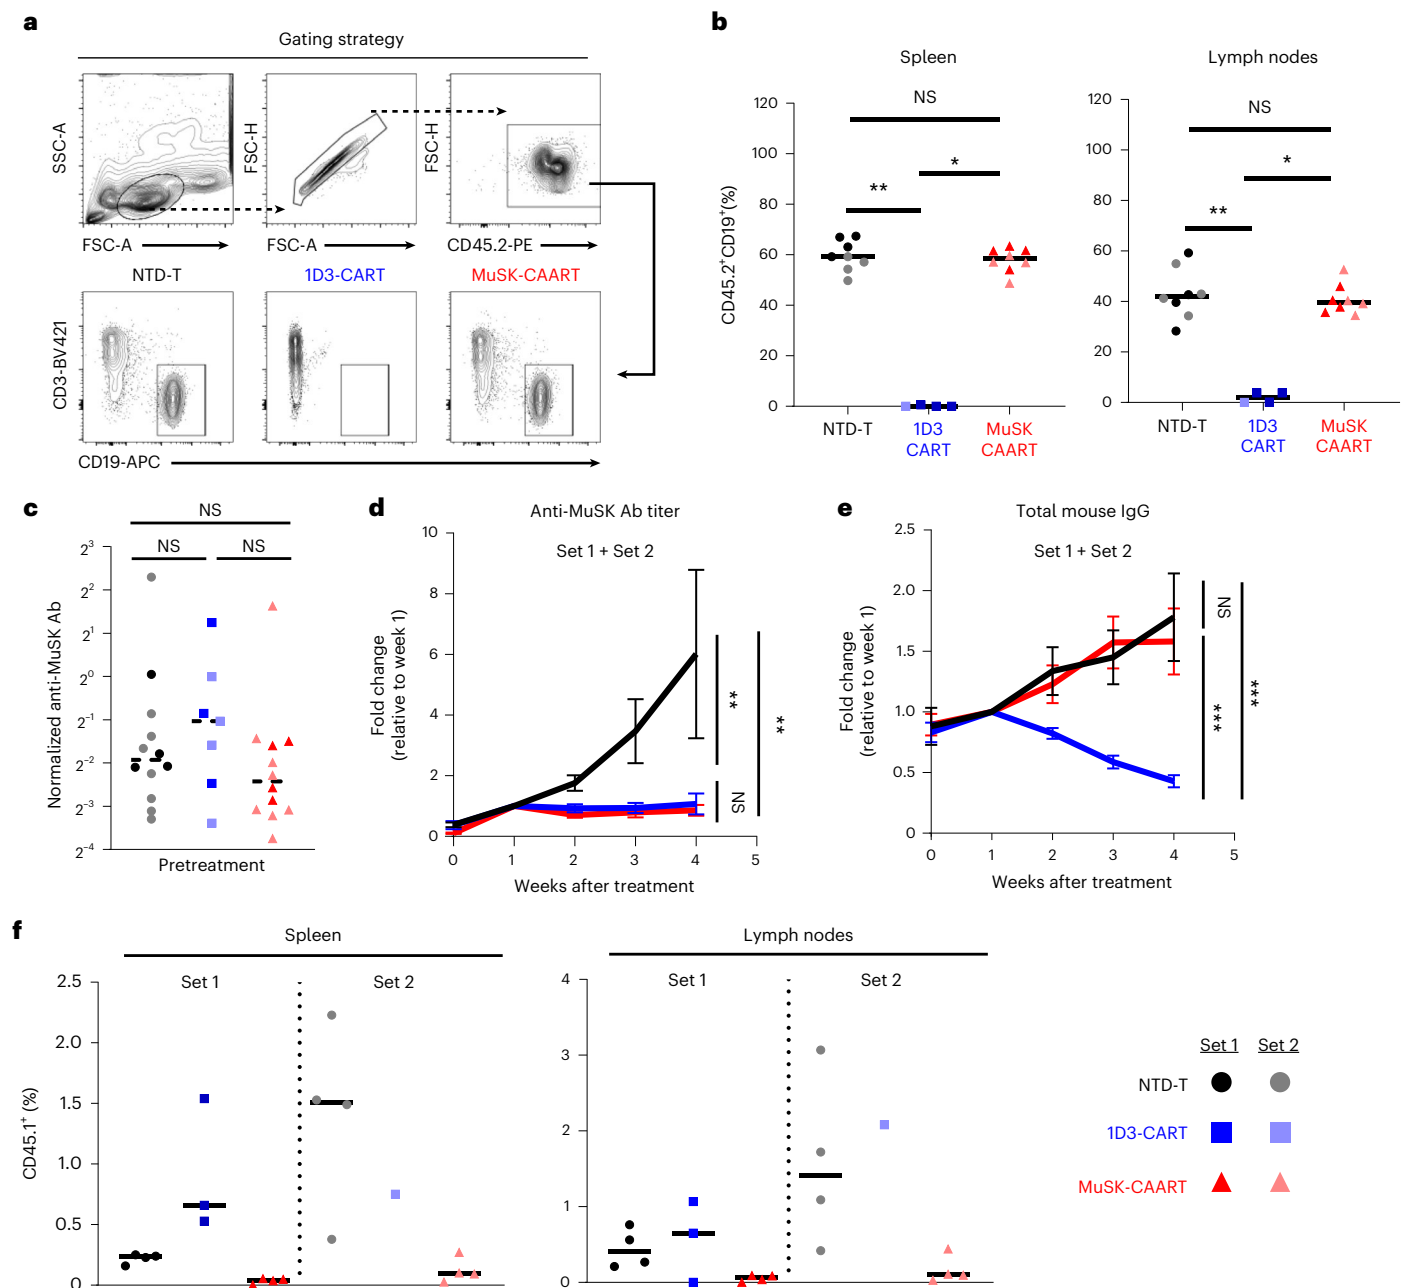 a
Gating strategy
SSC-A
FSC-H
FSC-H
FSC-A
FSC-A
CD45.2-PE
NTD-T
1D3-CART
MuSK-CAART
CD3-BV421
CD19-APC
b
Spleen
Lymph nodes
CD45.2⁺CD19⁺(%)
120
100
80
60
40
20
0
NS
*
**
NTD-T
1D3
CART
MuSK
CAART
120
100
80
60
40
20
0
NS
*
**
NTD-T
1D3
CART
MuSK
CAART
c
NS
NS
NS
Normalized anti-MuSK Ab
2³
2²
2¹
2⁰
2⁻¹
2⁻²
2⁻³
2⁻⁴
Pretreatment
d
Anti-MuSK Ab titer
Set 1 + Set 2
Fold change
(relative to week 1)
10
8
6
4
2
0
0 1 2 3 4 5
Weeks after treatment
**
NS
**
e
Total mouse IgG
Set 1 + Set 2
Fold change
(relative to week 1)
2.5
2.0
1.5
1.0
0.5
0
0 1 2 3 4 5
Weeks after treatment
NS
***
***
f
Spleen
Set 1
Set 2
CD45.1⁺ (%)
2.5
2.0
1.5
1.0
0.5
0
Lymph nodes
Set 1
Set 2
4
3
2
1
0
Set 1 Set 2
NTD-T
1D3-CART
MuSK-CAART